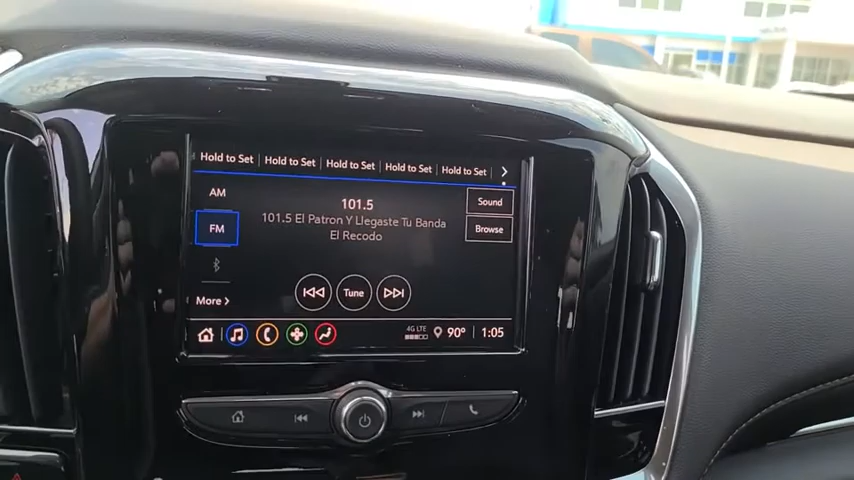 Hold to Set Hold to Set Hold to Set Hold to Set Hold to Set
AM
101.5
Sound
101.5 El Patron Y Llegaste Tu Banda
El Recodo
FM
Browse
More
Tune
4G LTE
90°
1:05